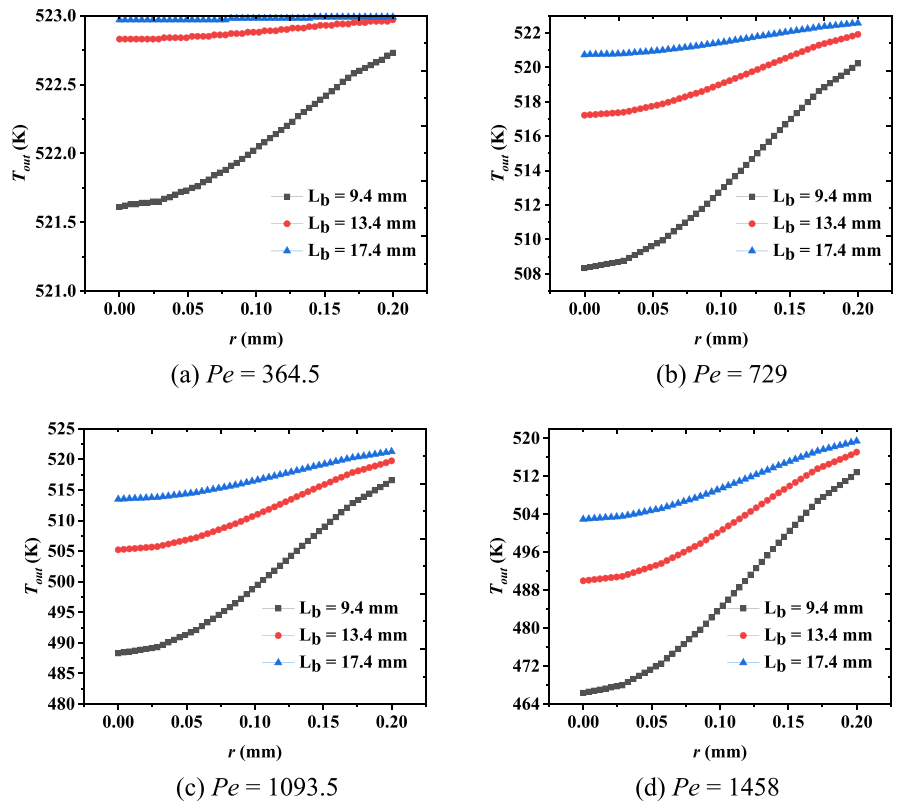 523.0
522.5
522.0
521.5
521.0
T_out (K)
0.00 0.05 0.10 0.15 0.20
r (mm)
L_b = 9.4 mm
L_b = 13.4 mm
L_b = 17.4 mm
(a) Pe = 364.5
522
520
518
516
514
512
510
508
T_out (K)
0.00 0.05 0.10 0.15 0.20
r (mm)
L_b = 9.4 mm
L_b = 13.4 mm
L_b = 17.4 mm
(b) Pe = 729
525
520
515
510
505
500
495
490
485
480
T_out (K)
0.00 0.05 0.10 0.15 0.20
r (mm)
L_b = 9.4 mm
L_b = 13.4 mm
L_b = 17.4 mm
(c) Pe = 1093.5
520
512
504
496
488
480
472
464
T_out (K)
0.00 0.05 0.10 0.15 0.20
r (mm)
L_b = 9.4 mm
L_b = 13.4 mm
L_b = 17.4 mm
(d) Pe = 1458